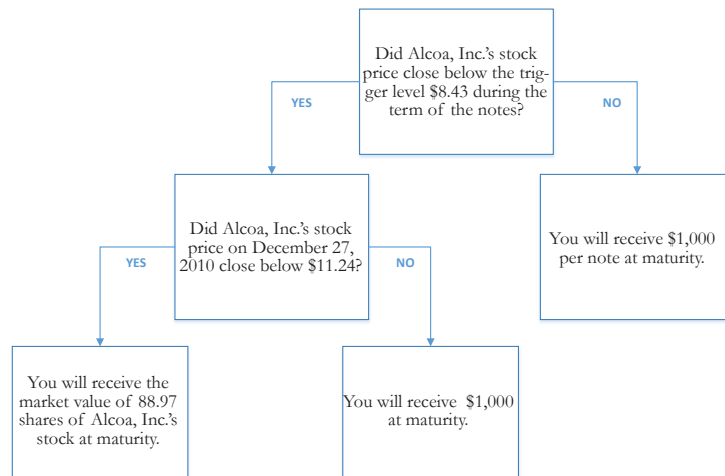 Did Alcoa, Inc.'s stock
price close below the trig-
ger level $8.43 during the
term of the notes?
YES
NO
Did Alcoa, Inc.'s stock
price on December 27,
2010 close below $11.24?
You will receive $1,000
per note at maturity.
YES
NO
You will receive the
market value of 88.97
shares of Alcoa, Inc.'s
stock at maturity.
You will receive $1,000
at maturity.